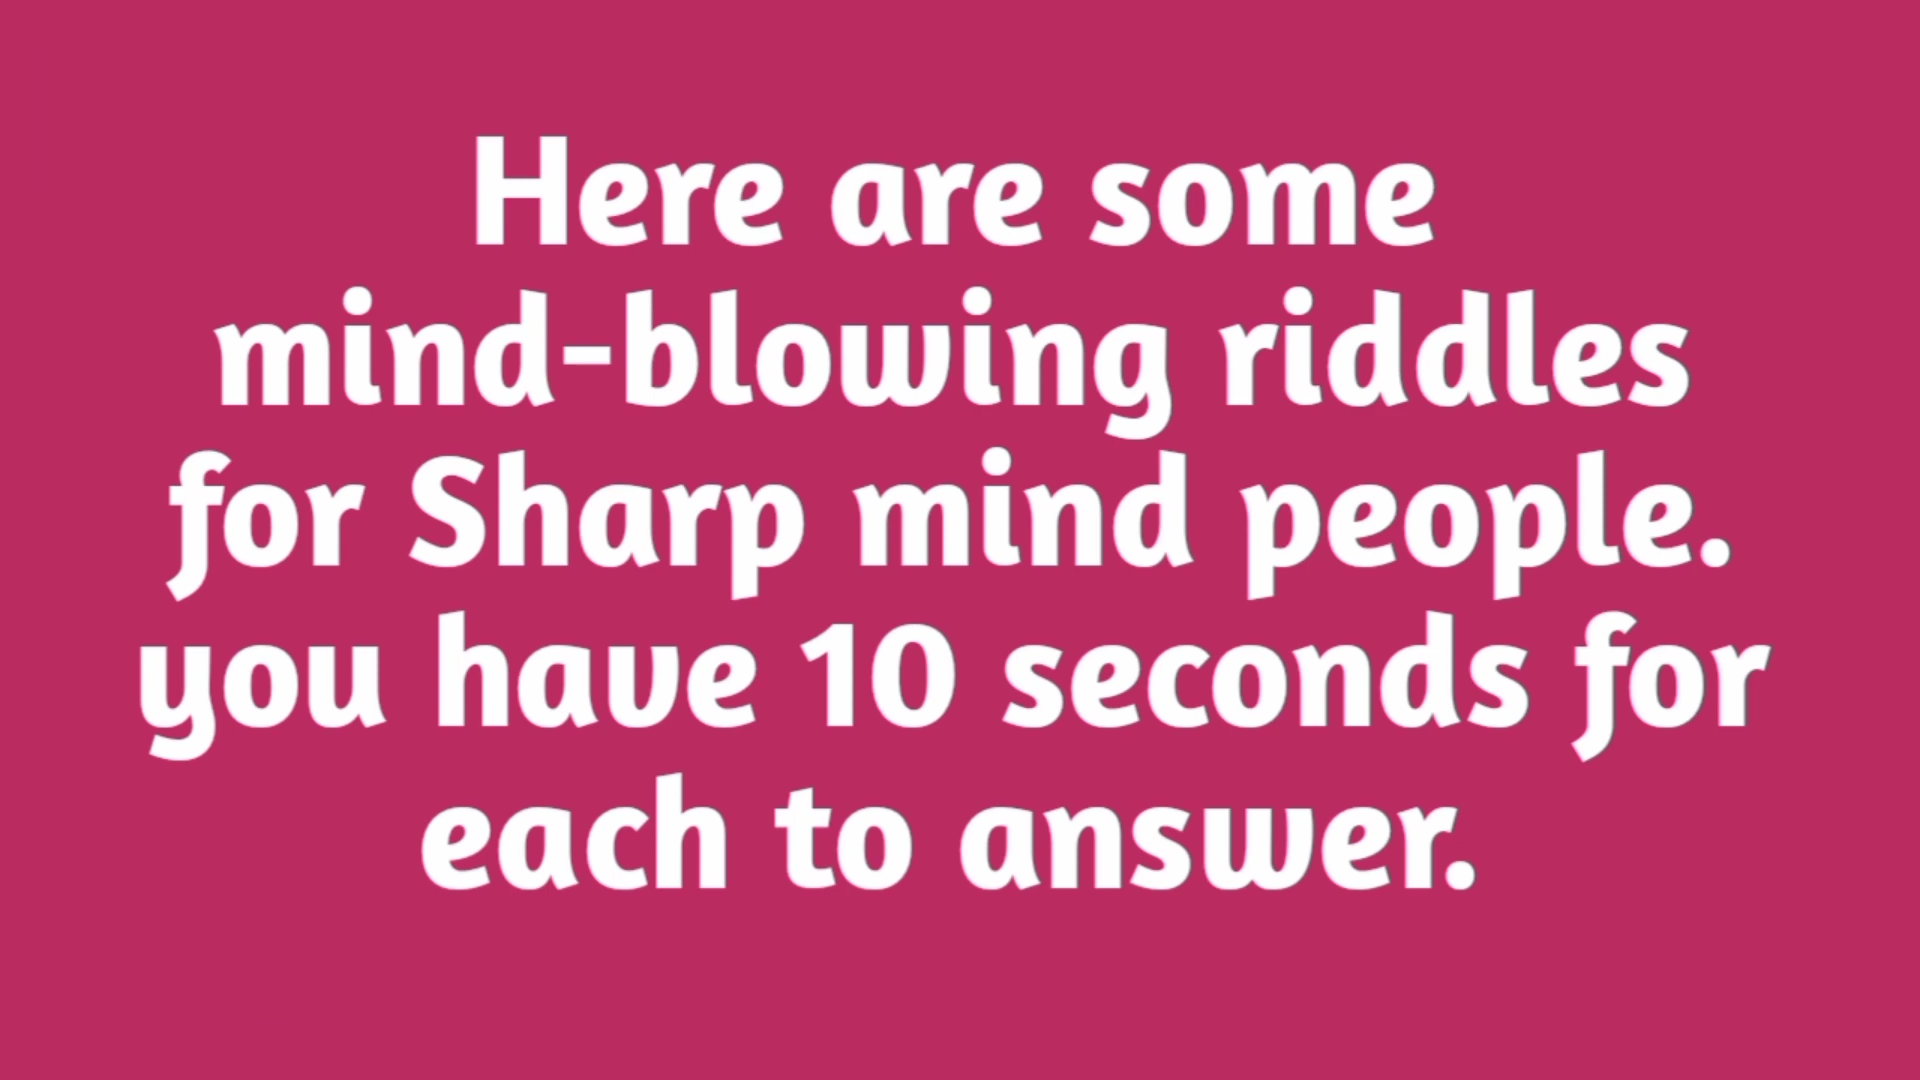 Here are some
mind-blowing riddles
for Sharp mind people.
you have 10 seconds for
each to answer.